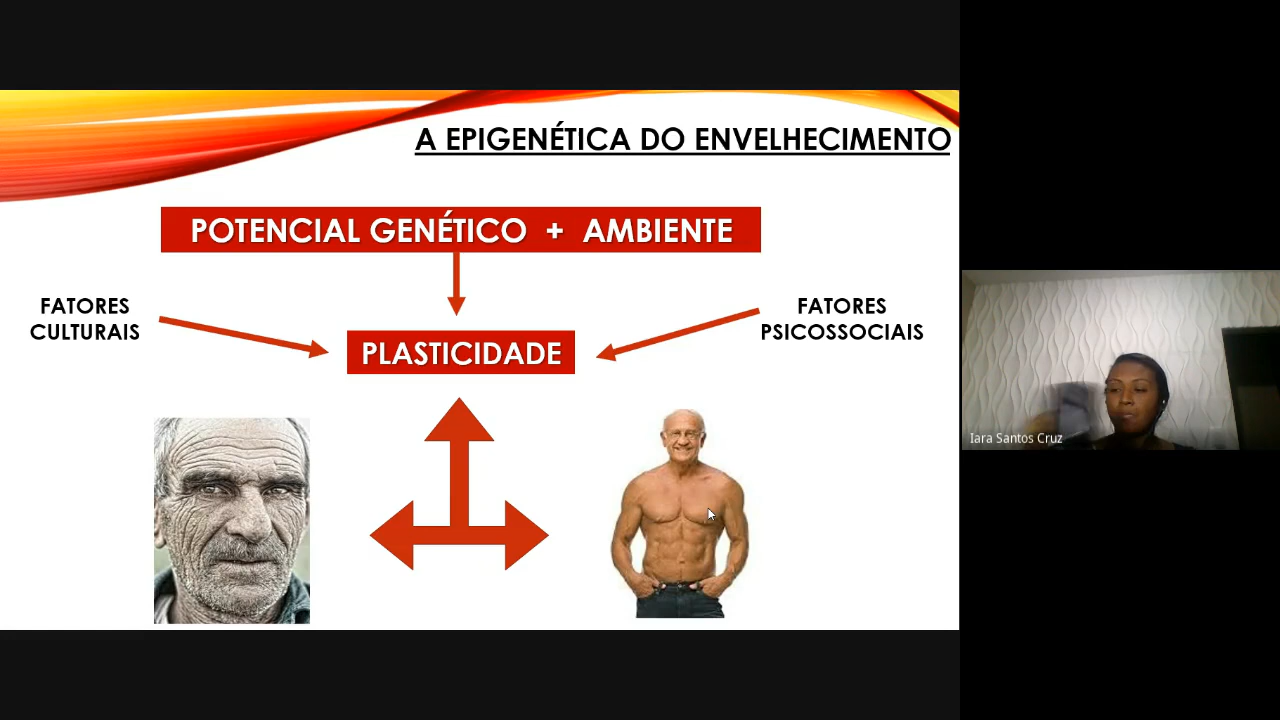 A EPIGENÉTICA DO ENVELHECIMENTO
POTENCIAL GENÉTICO + AMBIENTE
FATORES
CULTURAIS
FATORES
PSICOSSOCIAIS
PLASTICIDADE
Iara Santos Cruz